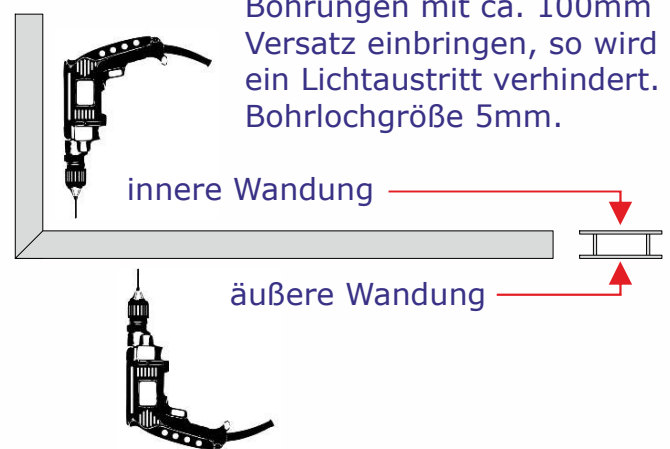 Bohrungen mit ca. 100mm
Versatz einbringen, so wird
ein Lichtaustritt verhindert.
Bohrlochgröße 5mm.
innere Wandung
äußere Wandung